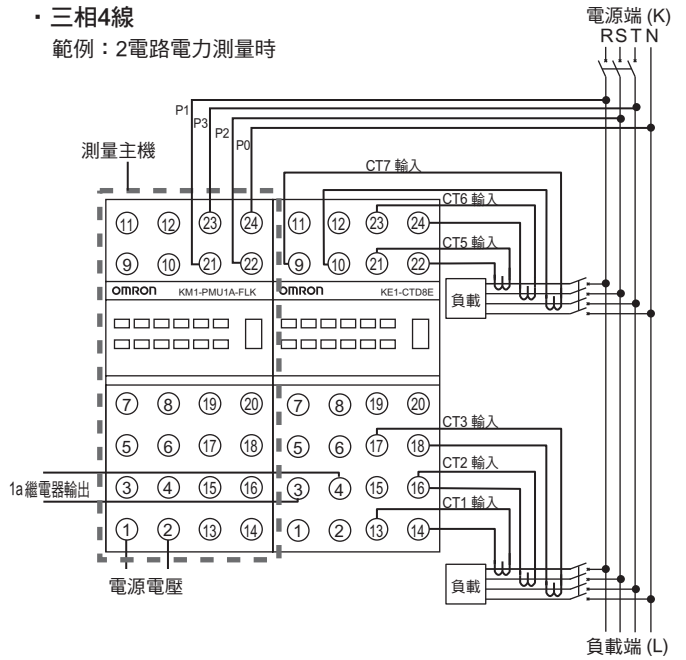 ・三相4線
範例：2電路電力測量時
電源端 (K)
R S T N
P1
P3
P2
P0
測量主機
CT7 輸入
CT6 輸入
CT5 輸入
⑪ ⑫ ㉓ ㉔ ⑪ ⑫ ㉓ ㉔
⑨ ⑩ ㉑ ㉒ ⑨ ⑩ ㉑ ㉒
OMRON KM1-PMU1A-FLK OMRON KE1-CTD8E
負載
⑦ ⑧ ⑲ ⑳ ⑦ ⑧ ⑲ ⑳
CT3 輸入
⑤ ⑥ ⑰ ⑱ ⑤ ⑥ ⑰ ⑱
CT2 輸入
1a 繼電器輸出
③ ④ ⑮ ⑯ ③ ④ ⑮ ⑯
CT1 輸入
① ② ⑬ ⑭ ① ② ⑬ ⑭
電源電壓
負載
負載端 (L)